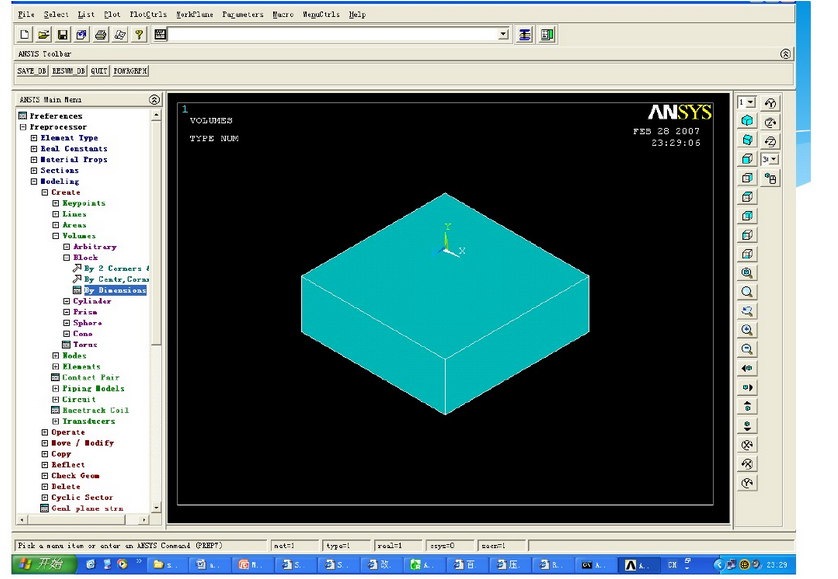 File Select List Plot PlotCtrls WorkPlane Parameters Macro MenuCtrls Help
ANSYS Toolbar
SAVE_DB RESUM_DB QUIT POWRGRPH
ANSYS Main Menu
Preferences
Preprocessor
Element Type
Real Constants
Material Props
Sections
Modeling
Create
Keypoints
Lines
Areas
Volumes
Arbitrary
Block
By 2 Corners &
By Centr,Corn
By Dimensions
Cylinder
Prism
Sphere
Cone
Torus
Nodes
Elements
Contact Pair
Piping Models
Circuit
Racetrack Coil
Transducers
Operate
Move / Modify
Copy
Reflect
Check Geom
Delete
Cyclic Sector
Genl plane strn
1
VOLUMES
TYPE NUM
ANSYS
FEB 28 2007
23:29:06
Y
X
1
Pick a menu item or enter an ANSYS Command (PREP7)
mat=1
type=1
real=1
csys=0
secn=1
开始
CH
23:29